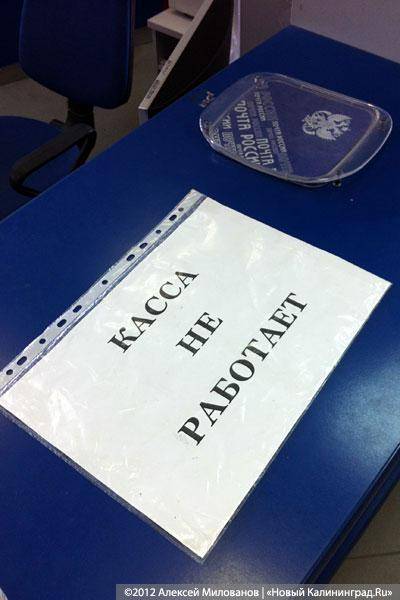 ПОЧТА РОССИИ
КАССА
НЕ
РАБОТАЕТ
©2012 Алексей Милованов | «Новый Калининград.Ru»